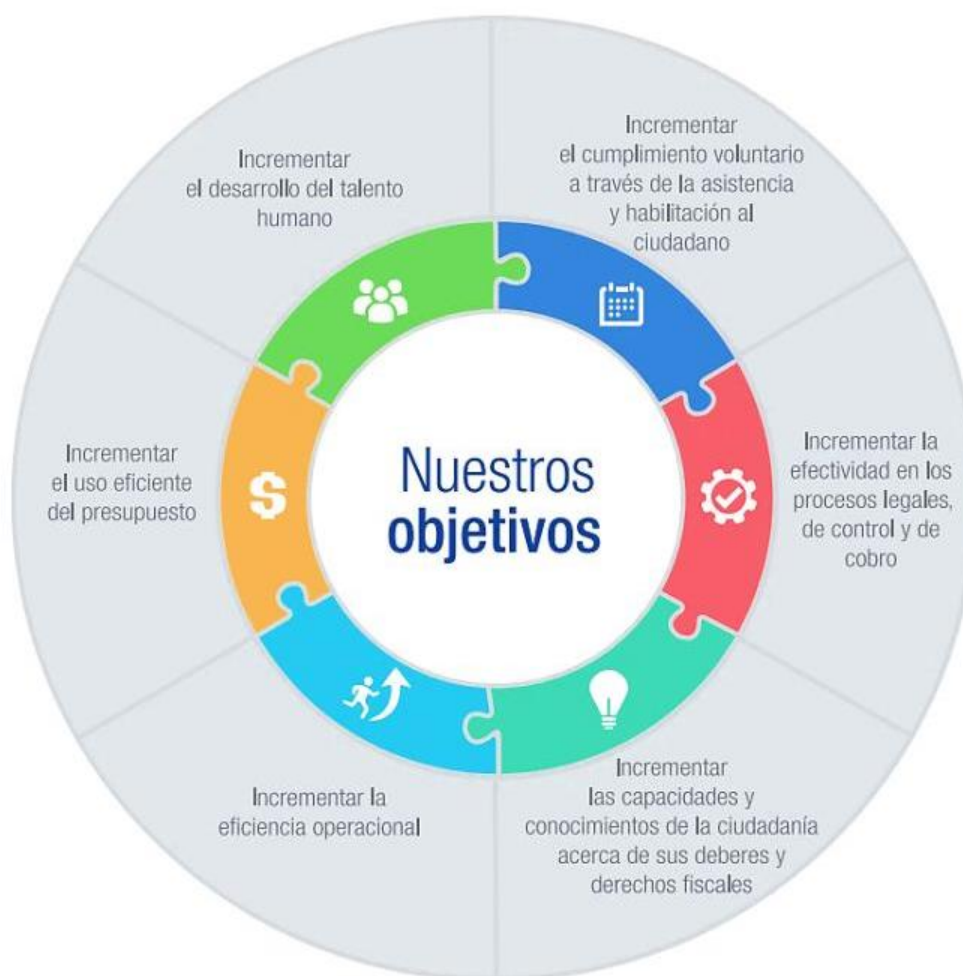 Incrementar
el cumplimiento voluntario
a través de la asistencia
y habilitación al
ciudadano
Incrementar la
efectividad en los
procesos legales,
de control y de
cobro
Incrementar
las capacidades y
conocimientos de la ciudadanía
acerca de sus deberes y
derechos fiscales
Incrementar la
eficiencia operacional
Incrementar
el uso eficiente
del presupuesto
Incrementar
el desarrollo del talento
humano
$
Nuestros
objetivos